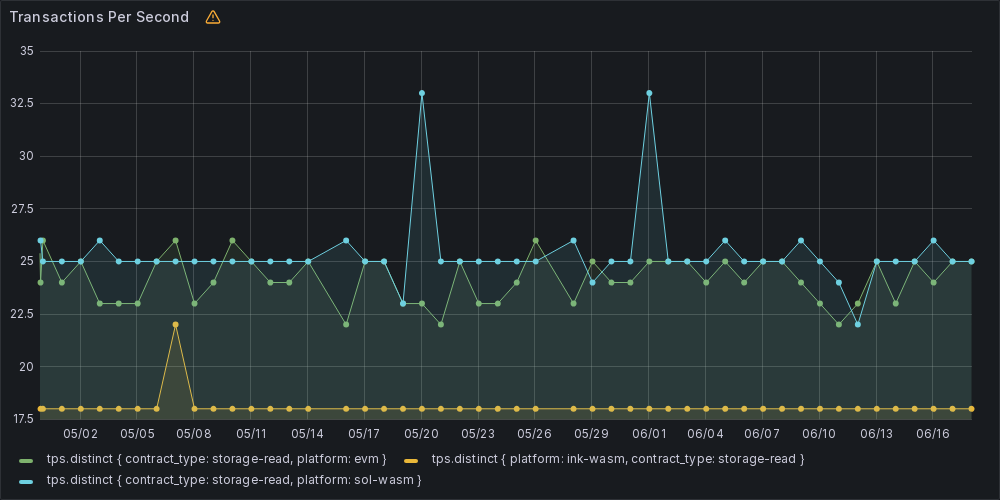 Transactions Per Second
35
32.5
30
27.5
25
22.5
20
17.5
05/02 05/05 05/08 05/11 05/14 05/17 05/20 05/23 05/26 05/29 06/01 06/04 06/07 06/10 06/13 06/16
tps.distinct { contract_type: storage-read, platform: evm } tps.distinct { platform: ink-wasm, contract_type: storage-read }
tps.distinct { contract_type: storage-read, platform: sol-wasm }